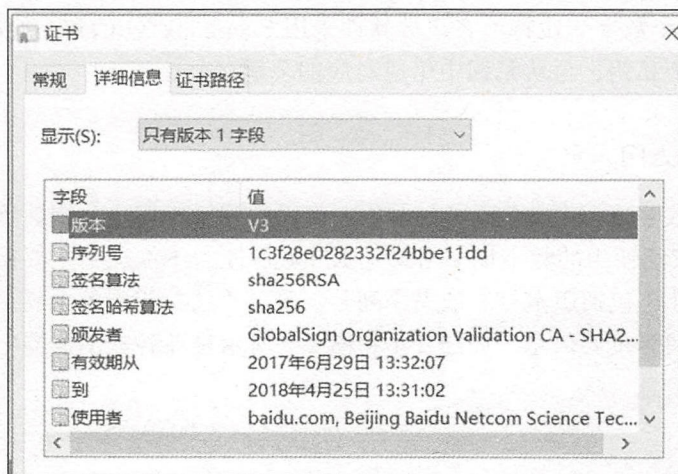 证书
常规 详细信息 证书路径
显示(S): 只有版本 1 字段
字段 值
版本 V3
序列号 1c3f28e0282332f24bbe11dd
签名算法 sha256RSA
签名哈希算法 sha256
颁发者 GlobalSign Organization Validation CA - SHA2...
有效期从 2017年6月29日 13:32:07
到 2018年4月25日 13:31:02
使用者 baidu.com, Beijing Baidu Netcom Science Tec...